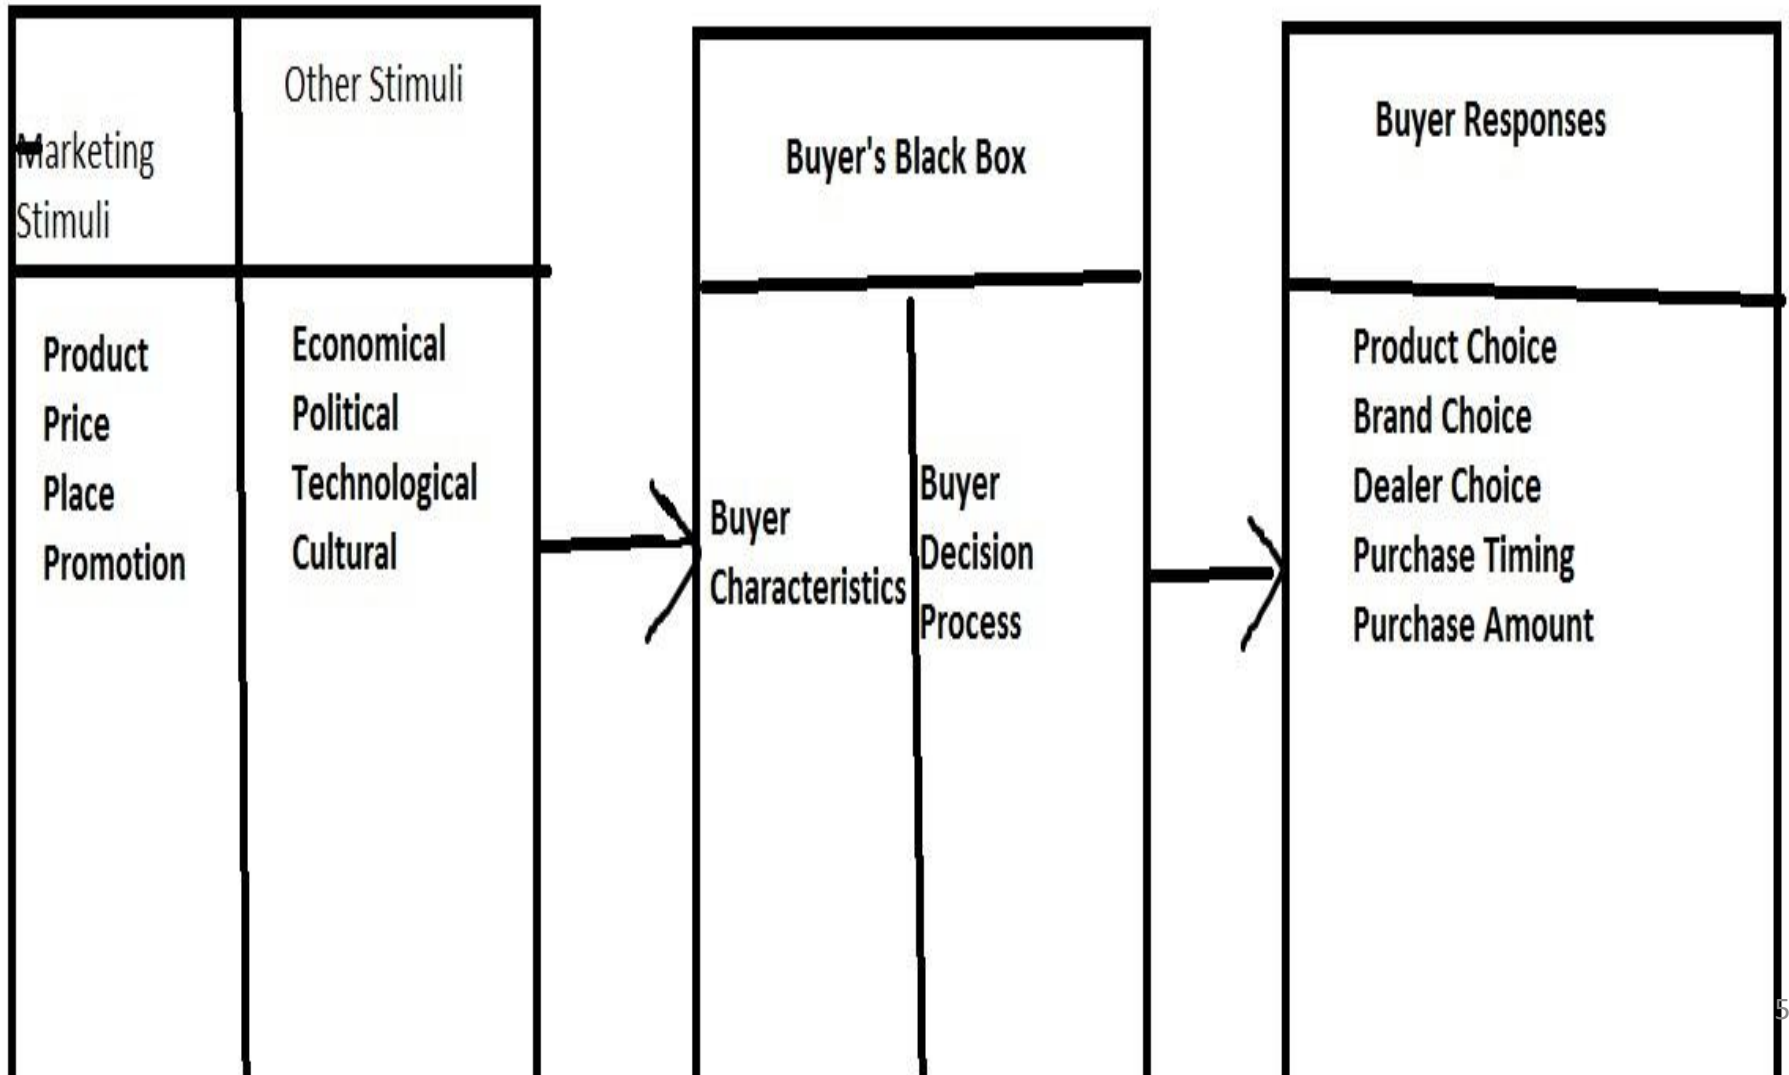 Marketing
Stimuli
Other Stimuli
Product
Price
Place
Promotion
Economical
Political
Technological
Cultural
Buyer's Black Box
Buyer
Characteristics
Buyer
Decision
Process
Buyer Responses
Product Choice
Brand Choice
Dealer Choice
Purchase Timing
Purchase Amount
5